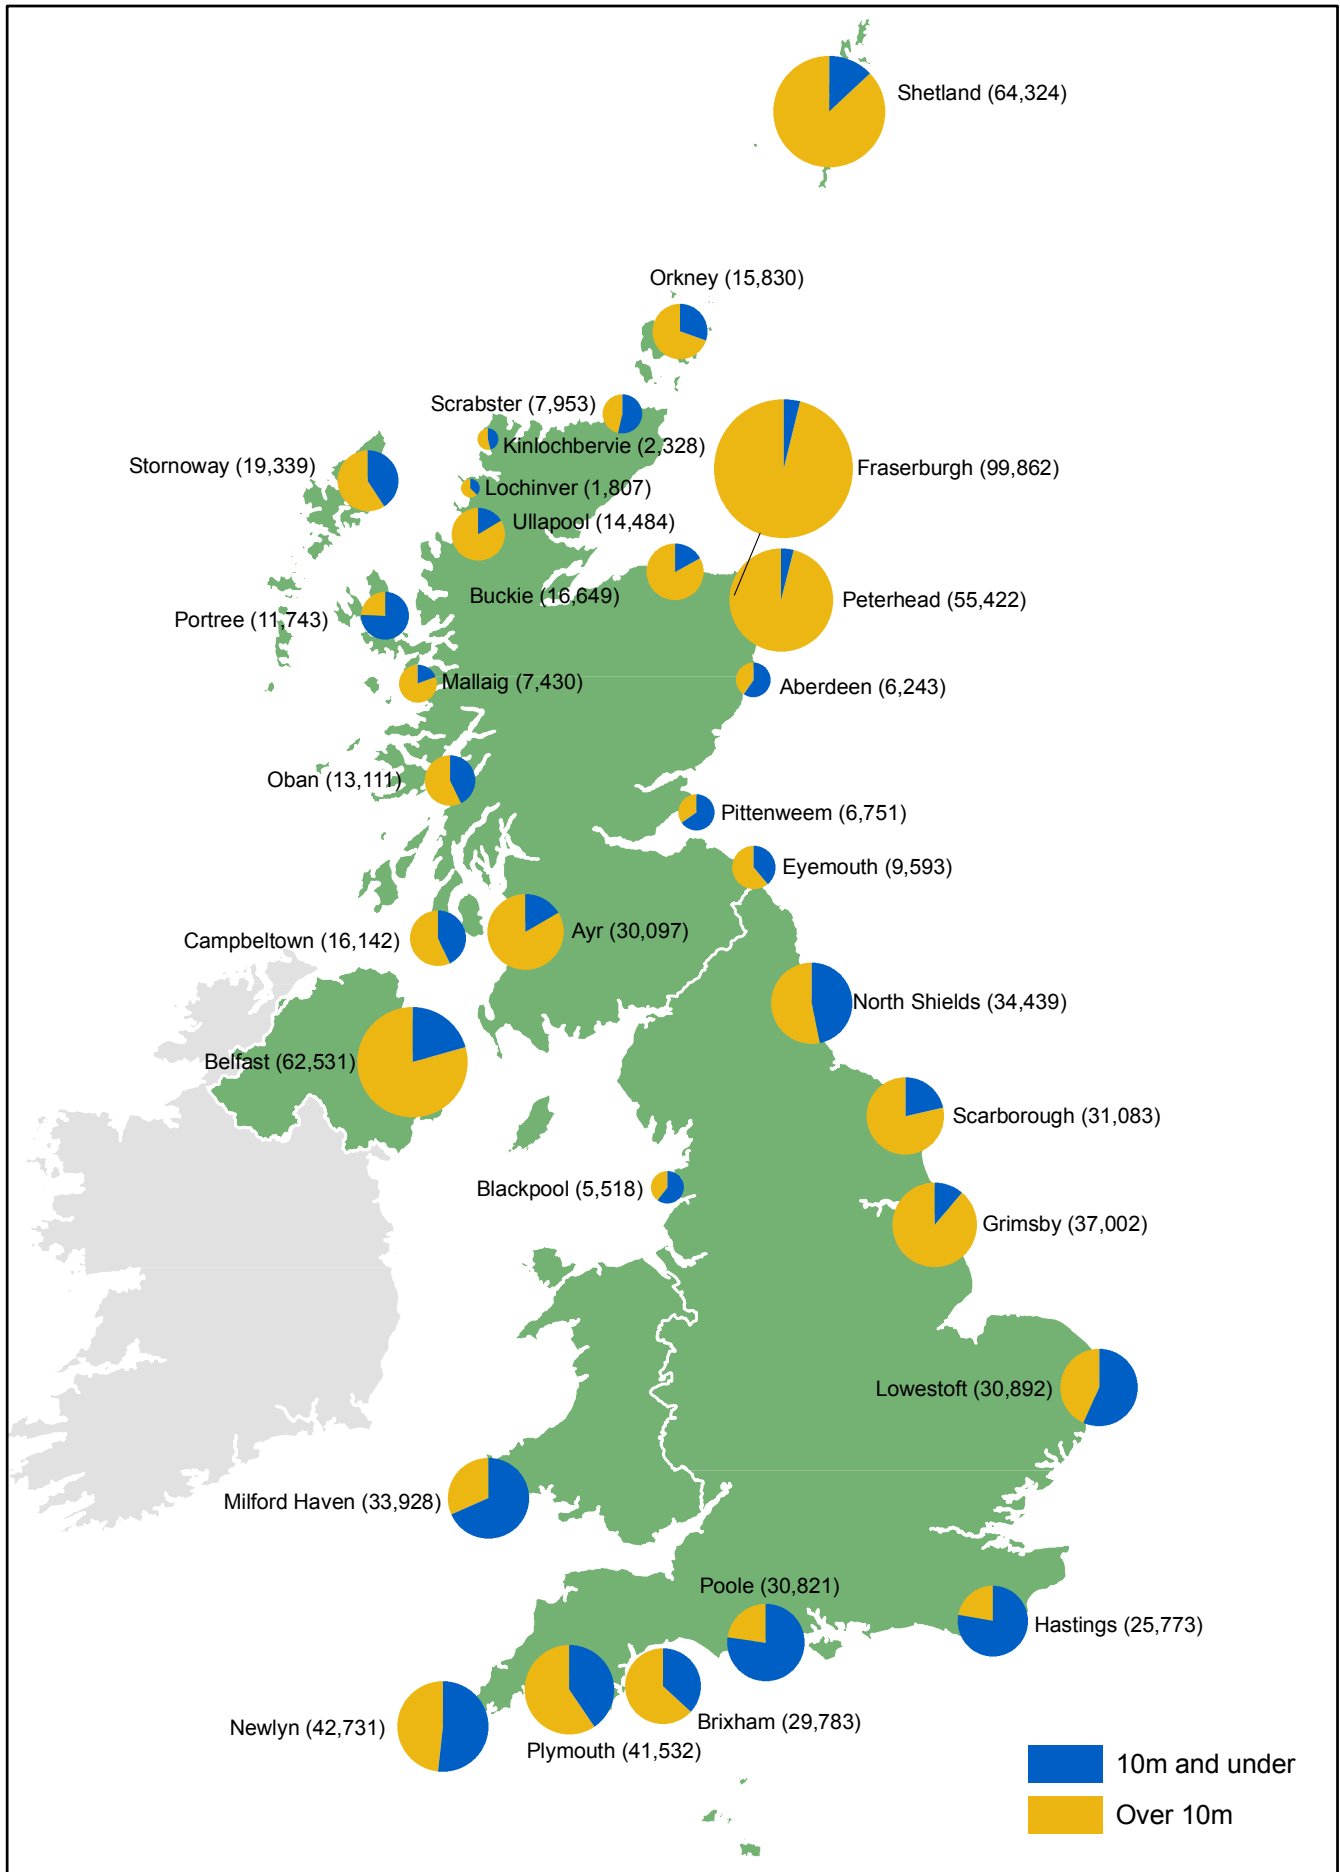 Shetland (64,324)
Orkney (15,830)
Scrabster (7,953)
Kinlochbervie (2,328)
Stornoway (19,339)
Fraserburgh (99,862)
Lochinver (1,807)
Ullapool (14,484)
Buckie (16,649)
Peterhead (55,422)
Portree (11,743)
Mallaig (7,430)
Aberdeen (6,243)
Oban (13,111)
Pittenweem (6,751)
Eyemouth (9,593)
Ayr (30,097)
Campbeltown (16,142)
North Shields (34,439)
Belfast (62,531)
Scarborough (31,083)
Blackpool (5,518)
Grimsby (37,002)
Lowestoft (30,892)
Milford Haven (33,928)
Poole (30,821)
Hastings (25,773)
Brixham (29,783)
Newlyn (42,731)
Plymouth (41,532)
10m and under
Over 10m